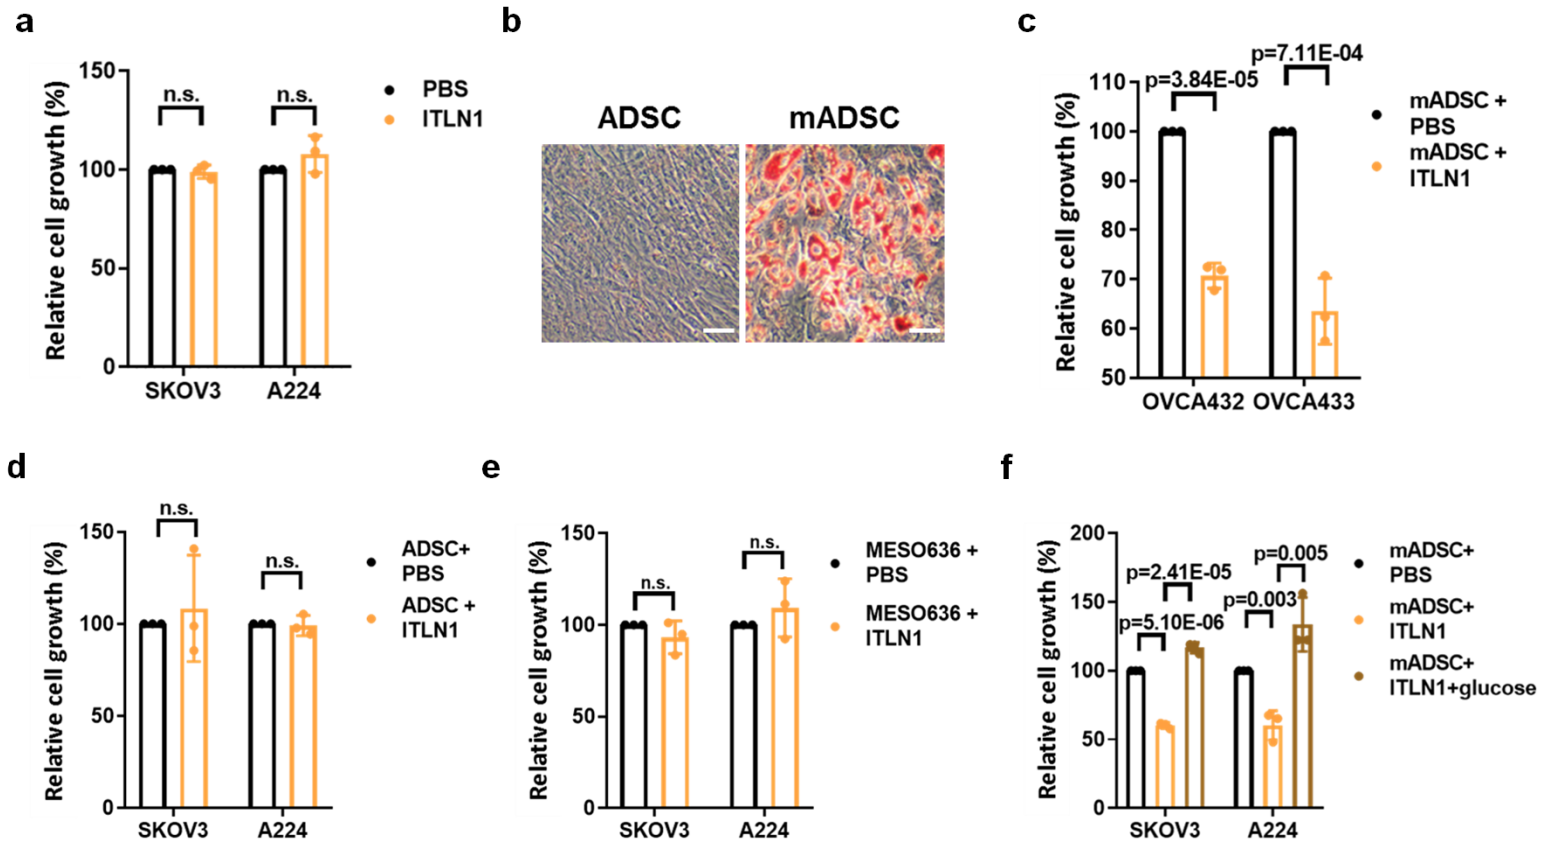 a
Relative cell growth (%)
150
100
50
0
n.s.
n.s.
SKOV3
A224
PBS
ITLN1
b
ADSC
mADSC
c
Relative cell growth (%)
110
100
90
80
70
60
50
p=3.84E-05
p=7.11E-04
OVCA432
OVCA433
mADSC +
PBS
mADSC +
ITLN1
d
Relative cell growth (%)
150
100
50
0
n.s.
n.s.
SKOV3
A224
ADSC+
PBS
ADSC +
ITLN1
e
Relative cell growth (%)
150
100
50
0
n.s.
n.s.
SKOV3
A224
MESO636 +
PBS
MESO636 +
ITLN1
f
Relative cell growth (%)
200
150
100
50
0
p=5.10E-06
p=2.41E-05
p=0.003
p=0.005
SKOV3
A224
mADSC+
PBS
mADSC+
ITLN1
mADSC+
ITLN1+glucose